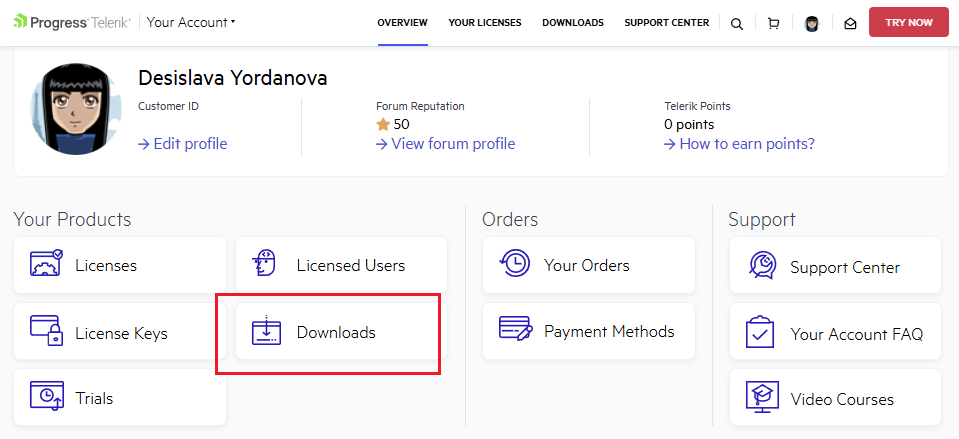 Progress Telerik Your Account OVERVIEW YOUR LICENSES DOWNLOADS SUPPORT CENTER TRY NOW
Desislava Yordanova
Customer ID Forum Reputation Telerik Points
50 0 points
Edit profile View forum profile How to earn points?
Your Products Orders Support
Licenses Licensed Users Your Orders Support Center
License Keys Downloads Payment Methods Your Account FAQ
Trials Video Courses